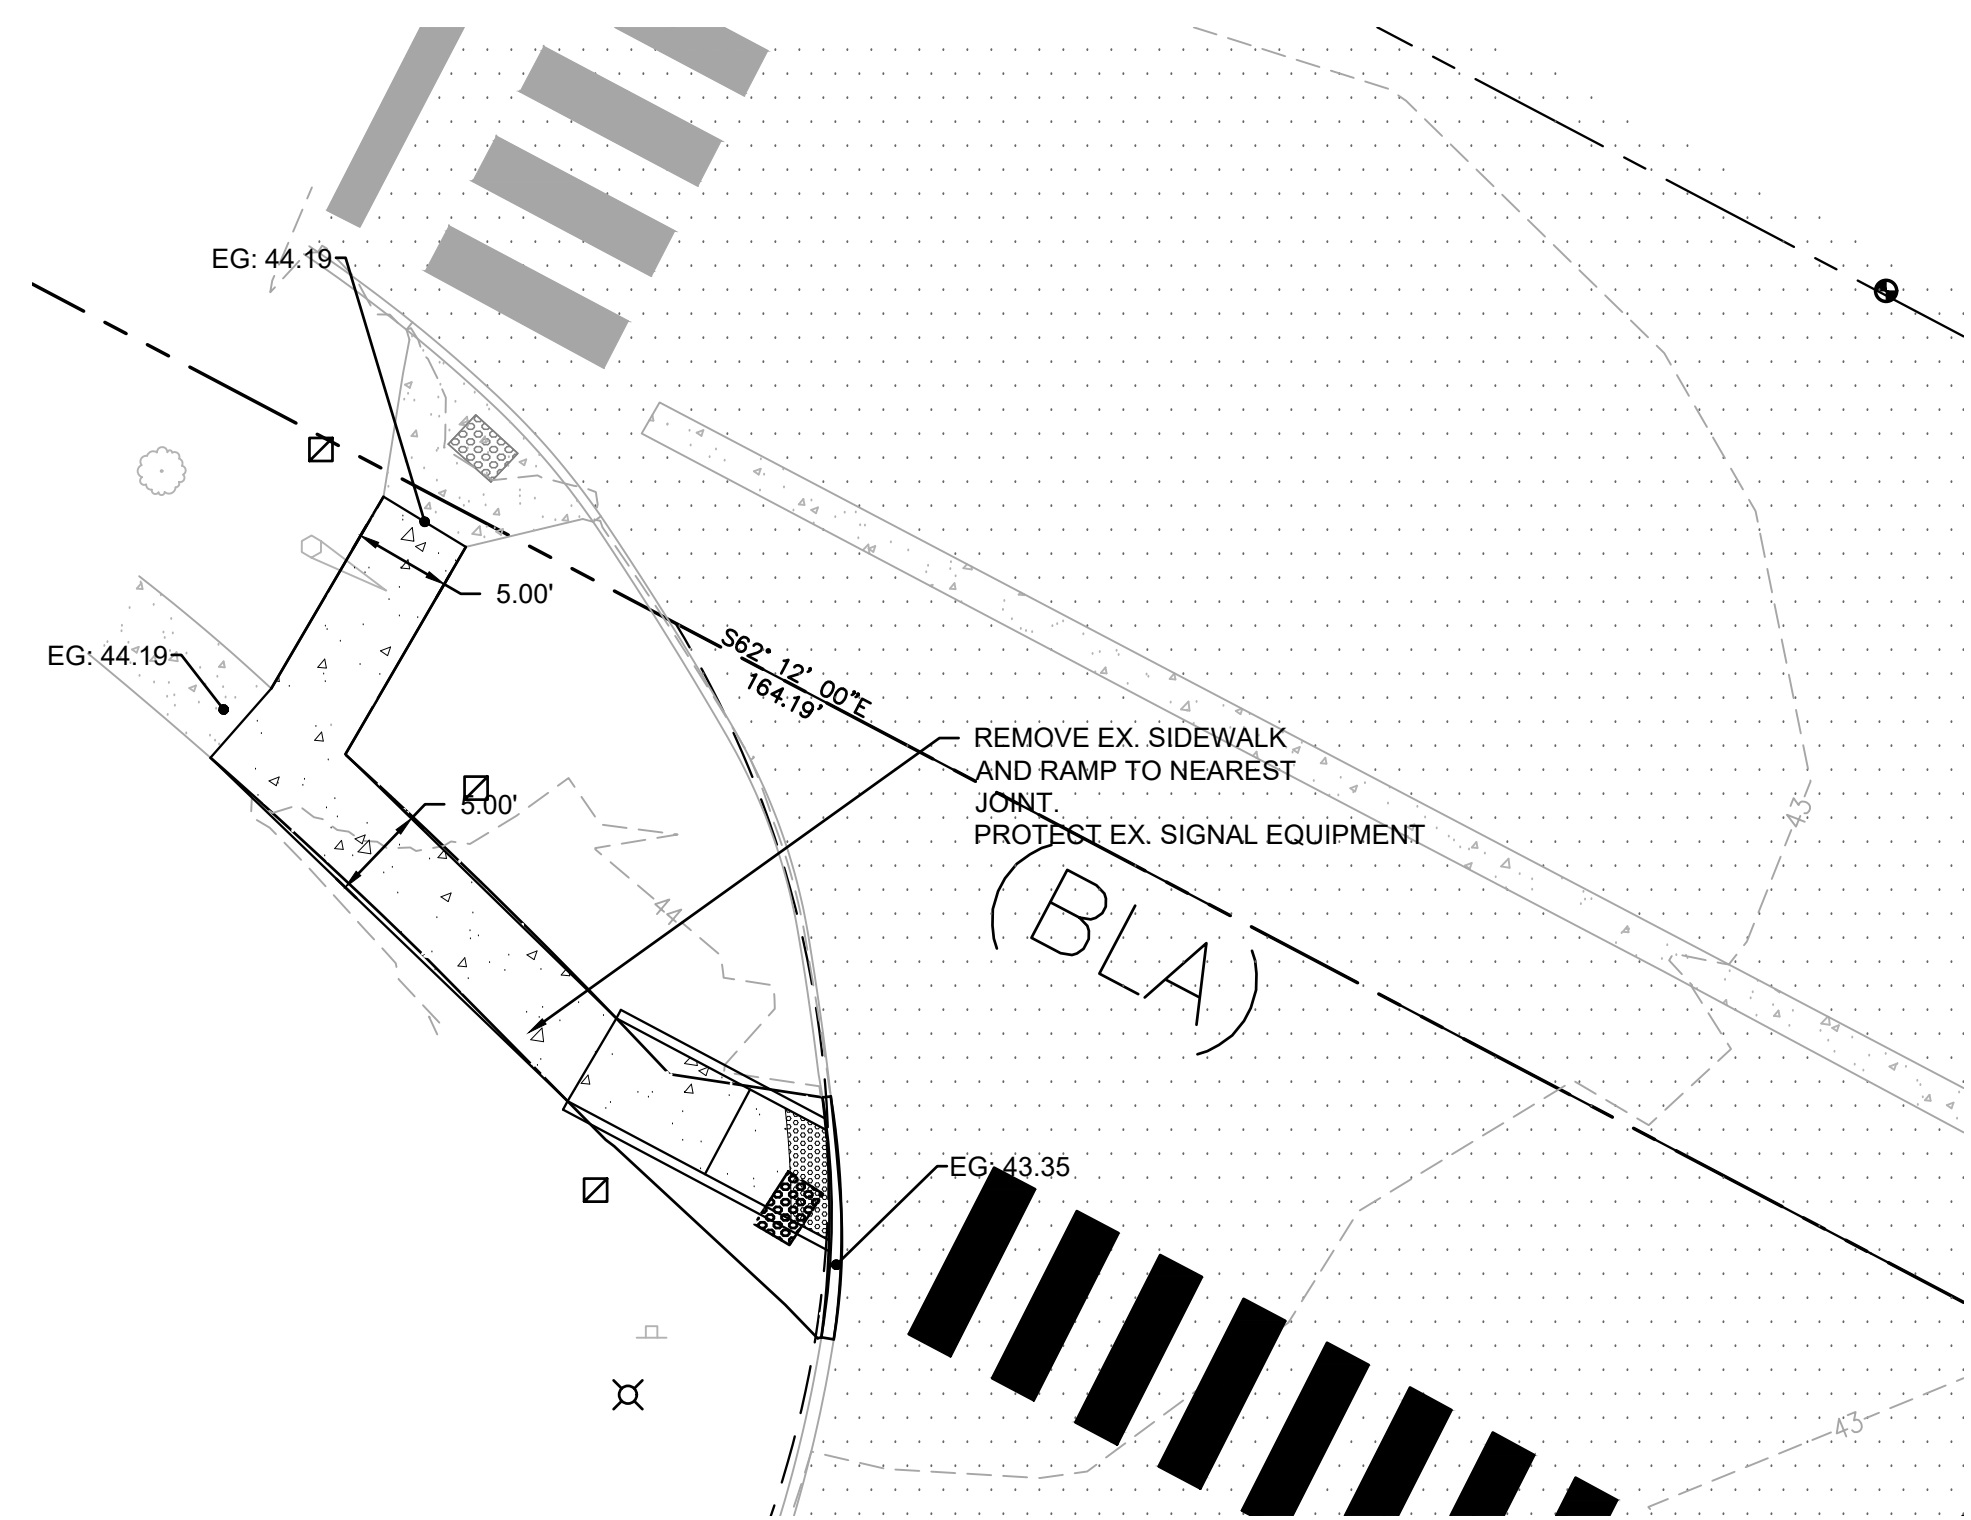 EG: 44.19
5.00'
EG: 44.19
S62° 12' 00"E
164.19'
REMOVE EX. SIDEWALK
AND RAMP TO NEAREST
JOINT.
PROTECT EX. SIGNAL EQUIPMENT
5.00'
43
44
(BLA)
EG: 43.35
43